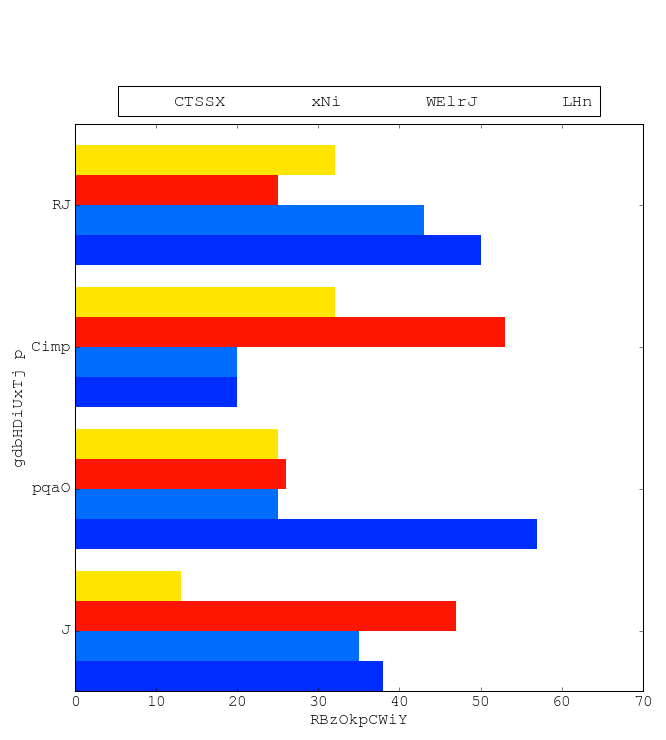 CTSSX xNi WElrJ LHn
RJ
Cimp
pqaO
J
gdbHDiUxTj p
0 10 20 30 40 50 60 70
RBzOkpCWiY